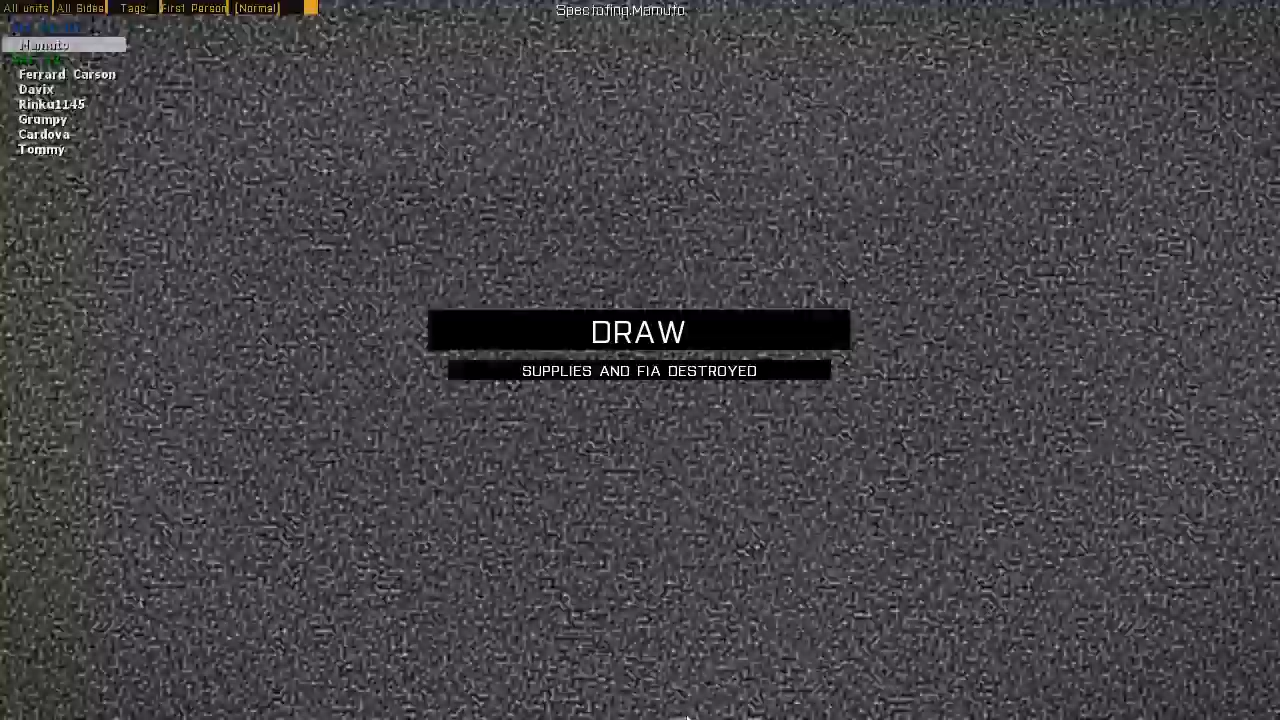 All units All Sides Tags First Person (Normal)
Spectating:Mamuto
Mamuto
Ferrard Carson
Davix
Rinku1145
Grumpy
Cardova
Tommy
DRAW
SUPPLIES AND FIA DESTROYED